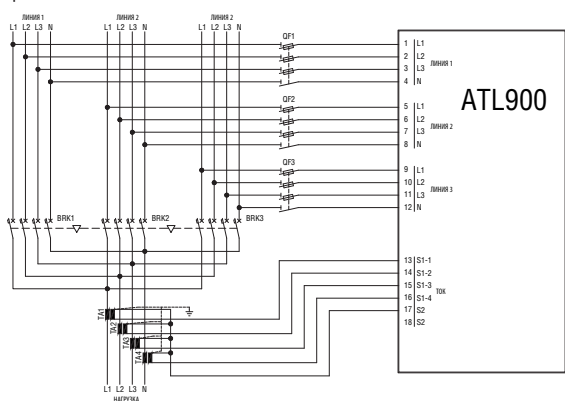 ЛИНИЯ 1 ЛИНИЯ 2 ЛИНИЯ 2
L1 L2 L3 N L1 L2 L3 N L1 L2 L3 N
QF1
1 L1
2 L2
3 L3
4 N
ЛИНИЯ 1
ATL900
QF2
5 L1
6 L2
7 L3
8 N
ЛИНИЯ 2
QF3
9 L1
10 L2
11 L3
12 N
ЛИНИЯ 3
BRK1 BRK2 BRK3
13 S1-1
14 S1-2
15 S1-3
16 S1-4
17 S2
18 S2
ТОК
TA1
TA2
TA3
TA4
L1 L2 L3 N
НАГРУЗКА